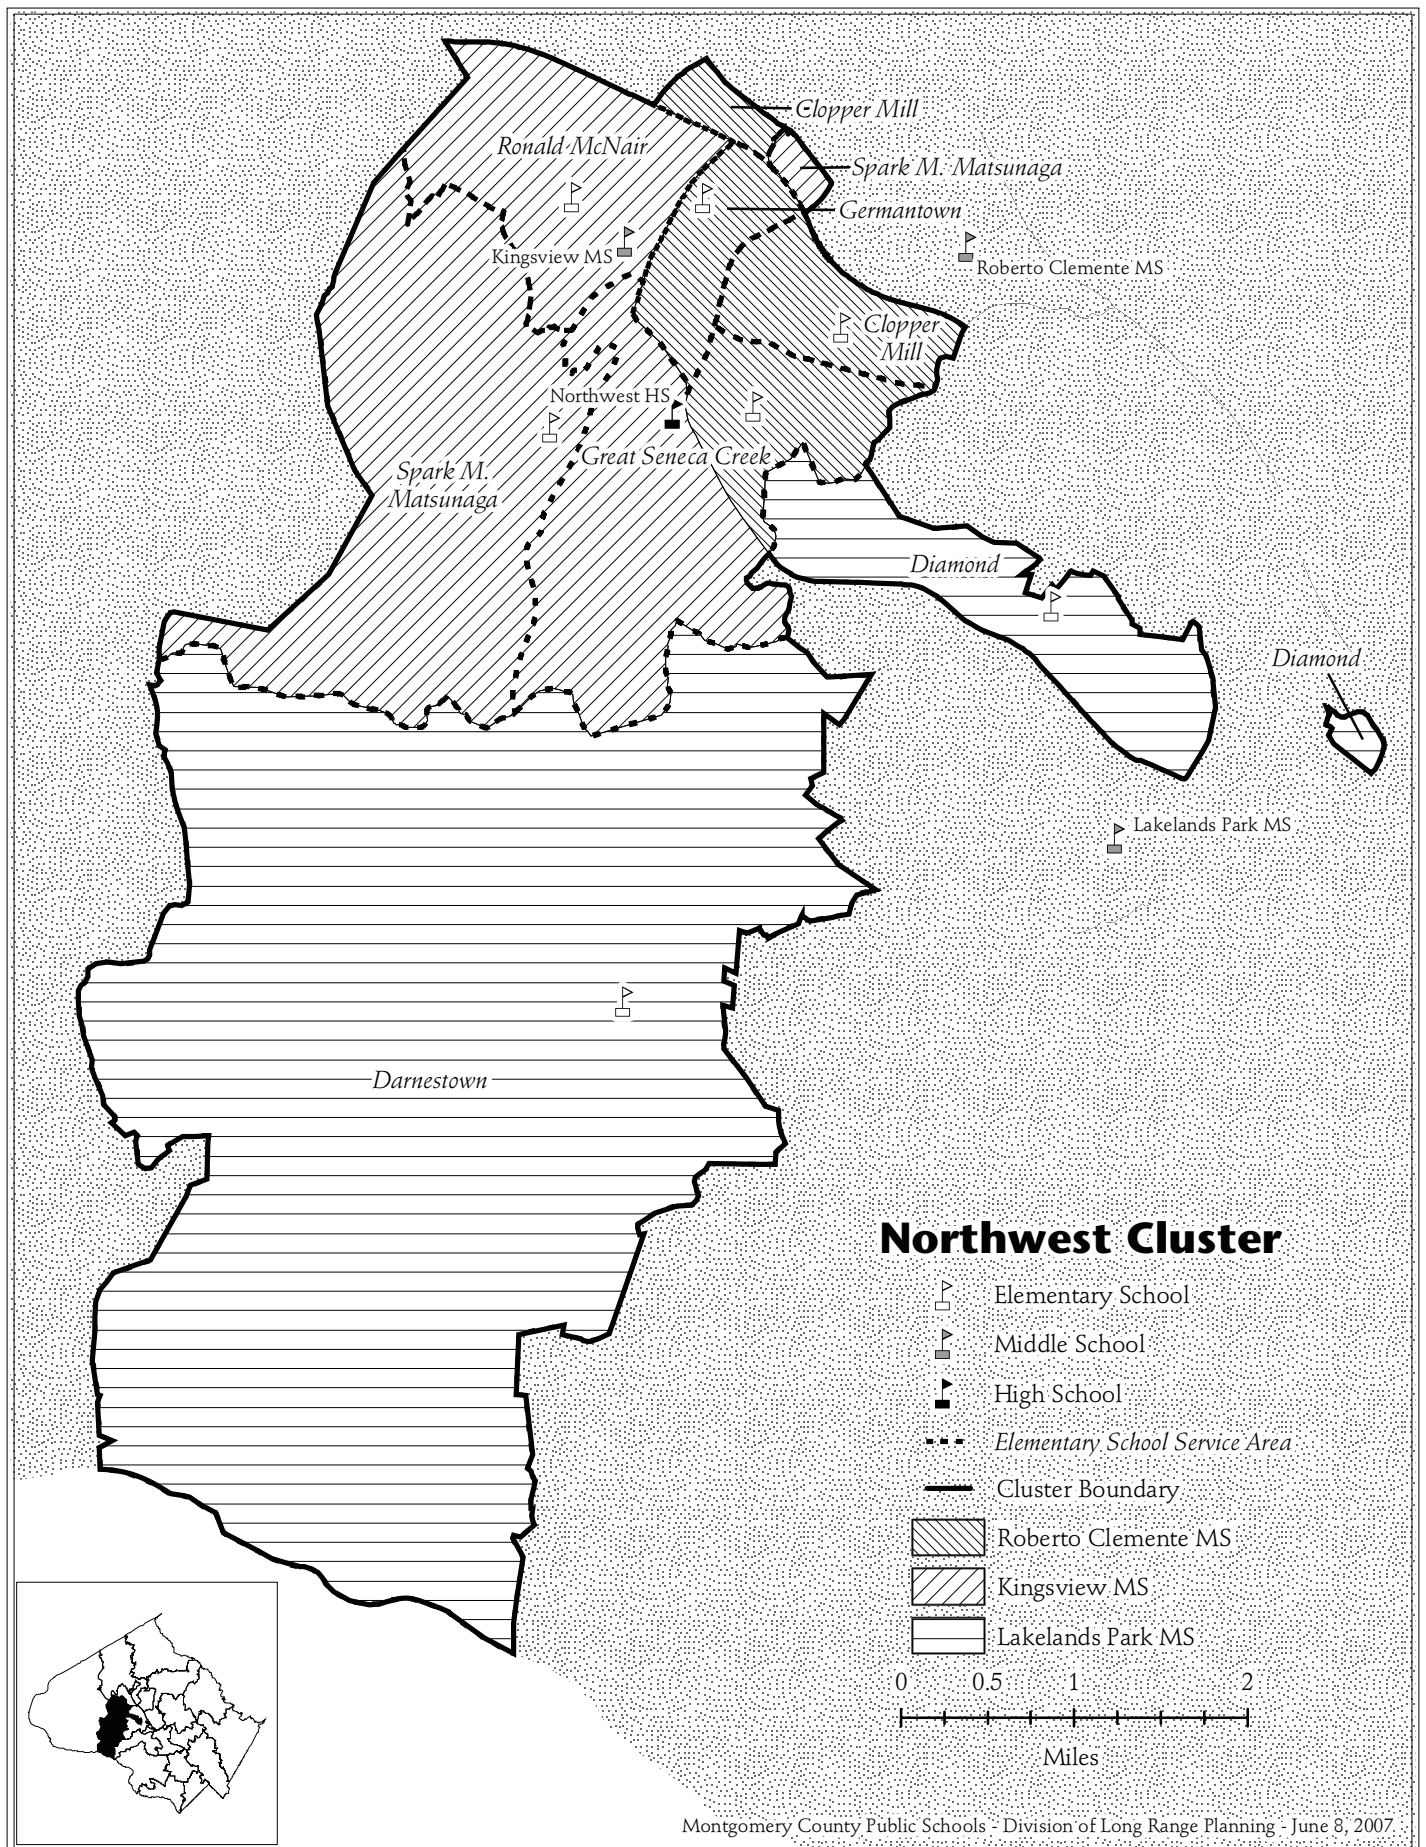 Clopper Mill
Ronald McNair
Spark M. Matsunaga
Germantown
Kingsview MS
Roberto Clemente MS
Clopper
Mill
Northwest HS
Great Seneca Creek
Spark M.
Matsunaga
Diamond
Diamond
Lakelands Park MS
Darnestown
Northwest Cluster
Elementary School
Middle School
High School
Elementary School Service Area
Cluster Boundary
Roberto Clemente MS
Kingsview MS
Lakelands Park MS
0 0.5 1 2
Miles
Montgomery County Public Schools - Division of Long Range Planning - June 8, 2007